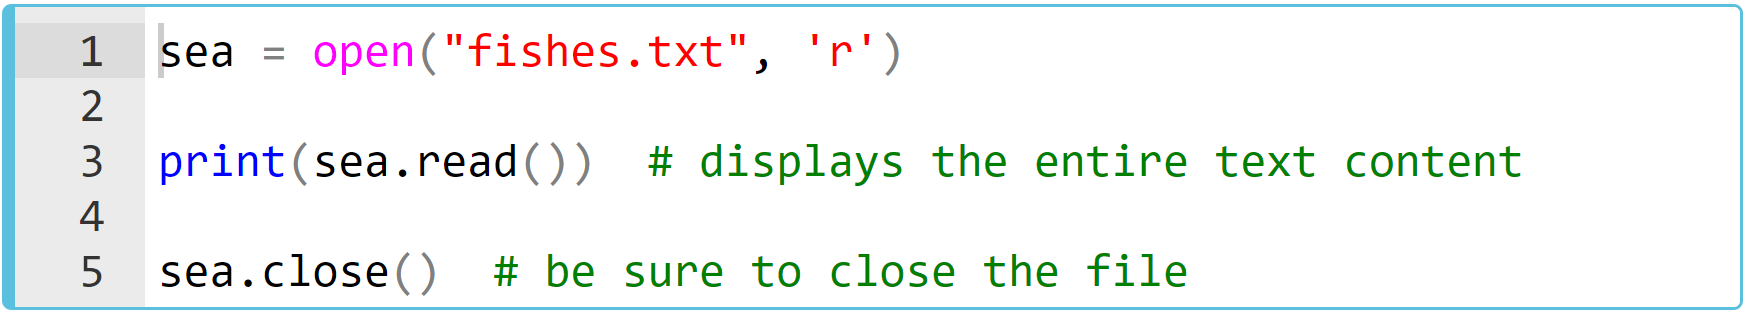 1 sea = open("fishes.txt", 'r')
2
3 print(sea.read())  # displays the entire text content
4
5 sea.close()  # be sure to close the file